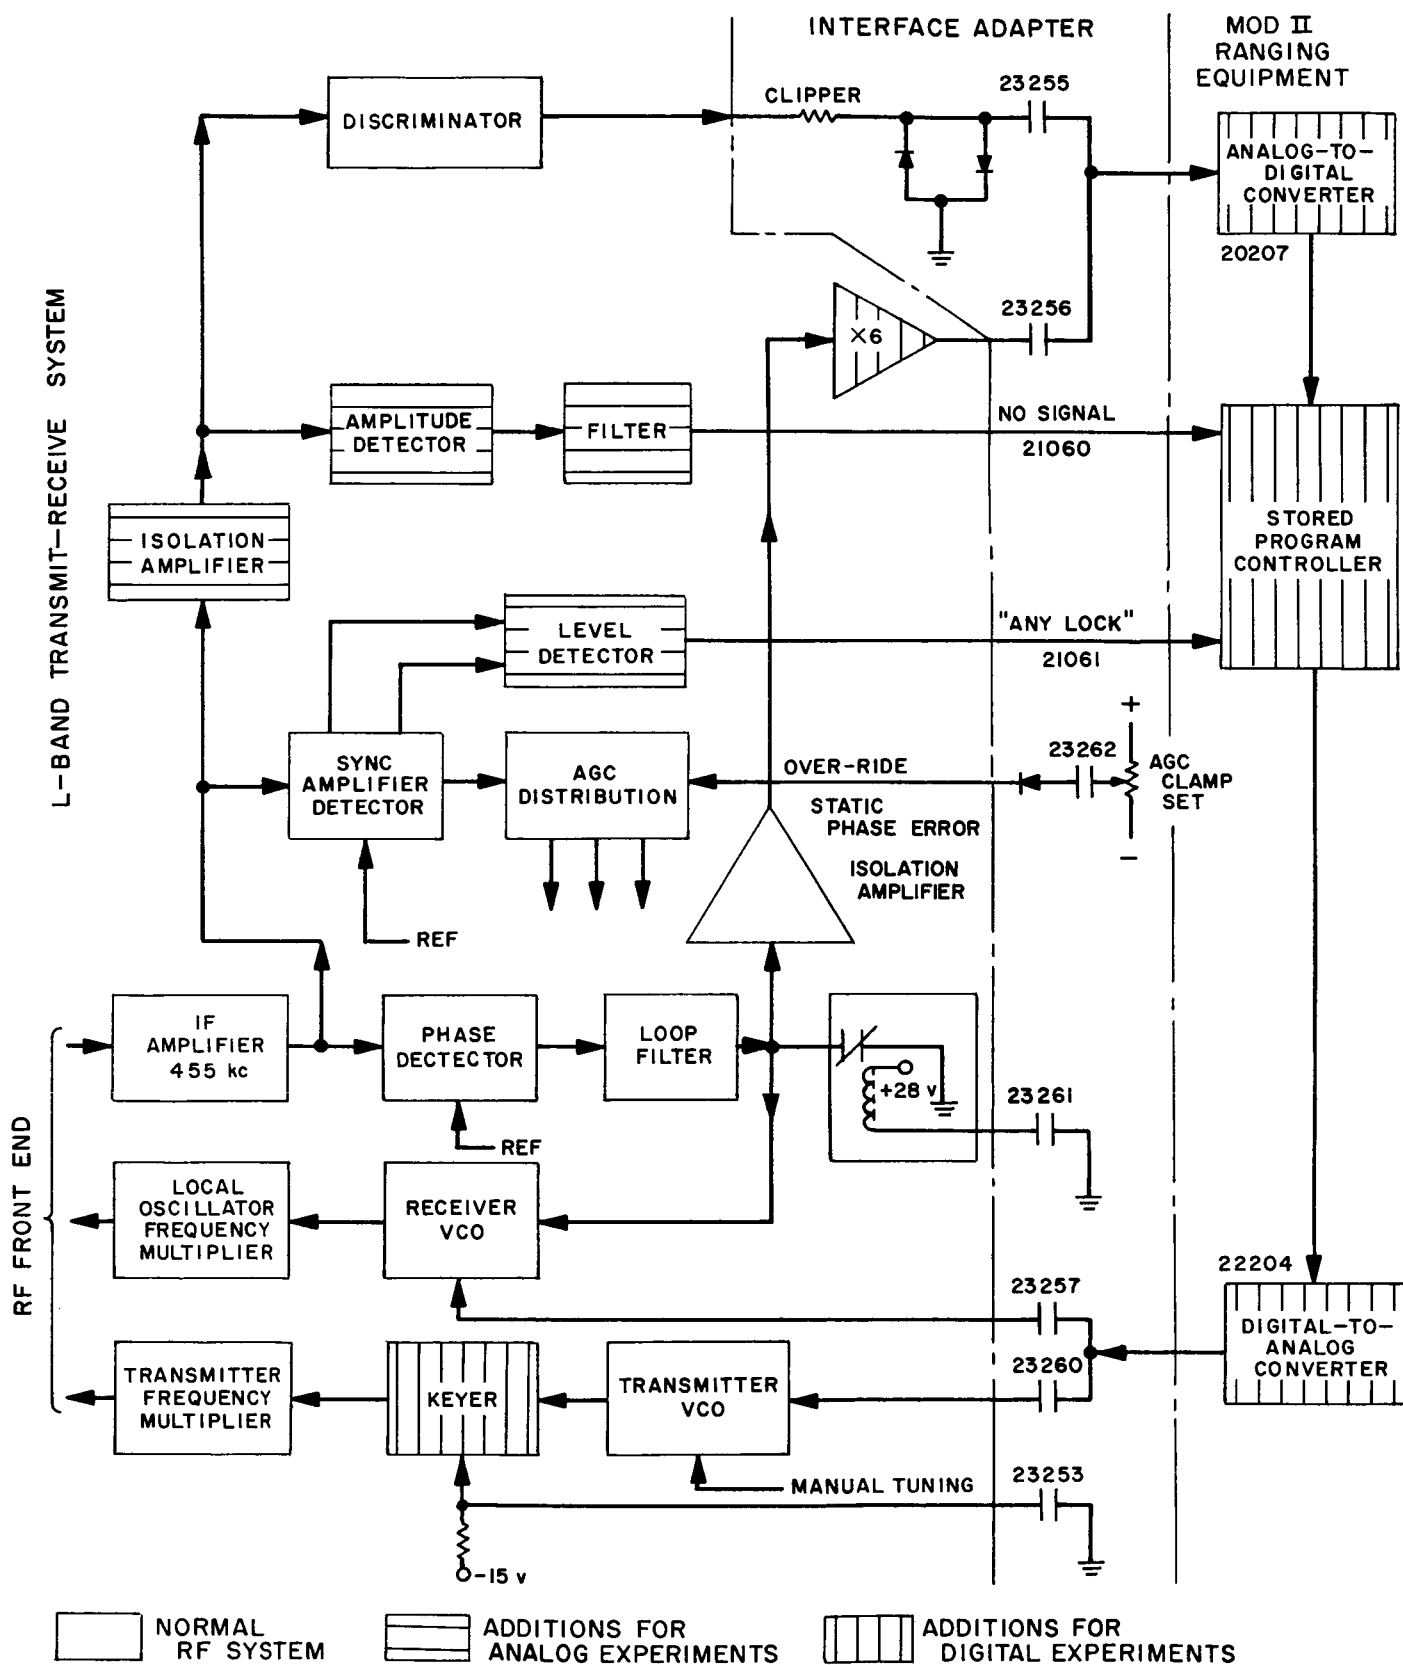 INTERFACE ADAPTER
MOD II
RANGING
EQUIPMENT
CLIPPER
23255
DISCRIMINATOR
ANALOG-TO-
DIGITAL
CONVERTER
20207
L-BAND TRANSMIT-RECEIVE SYSTEM
23256
X6
AMPLITUDE
DETECTOR
FILTER
NO SIGNAL
21060
STORED
PROGRAM
CONTROLLER
ISOLATION
AMPLIFIER
LEVEL
DETECTOR
"ANY LOCK"
21061
SYNC
AMPLIFIER
DETECTOR
AGC
DISTRIBUTION
OVER-RIDE
23262
+
AGC
CLAMP
SET
−
STATIC
PHASE ERROR
ISOLATION
AMPLIFIER
REF
IF
AMPLIFIER
455 kc
PHASE
DECTECTOR
LOOP
FILTER
+28 v
23261
REF
RF FRONT END
LOCAL
OSCILLATOR
FREQUENCY
MULTIPLIER
RECEIVER
VCO
22204
23257
DIGITAL-TO-
ANALOG
CONVERTER
23260
TRANSMITTER
FREQUENCY
MULTIPLIER
KEYER
TRANSMITTER
VCO
MANUAL TUNING
23253
-15 v
NORMAL
RF SYSTEM
ADDITIONS FOR
ANALOG EXPERIMENTS
ADDITIONS FOR
DIGITAL EXPERIMENTS